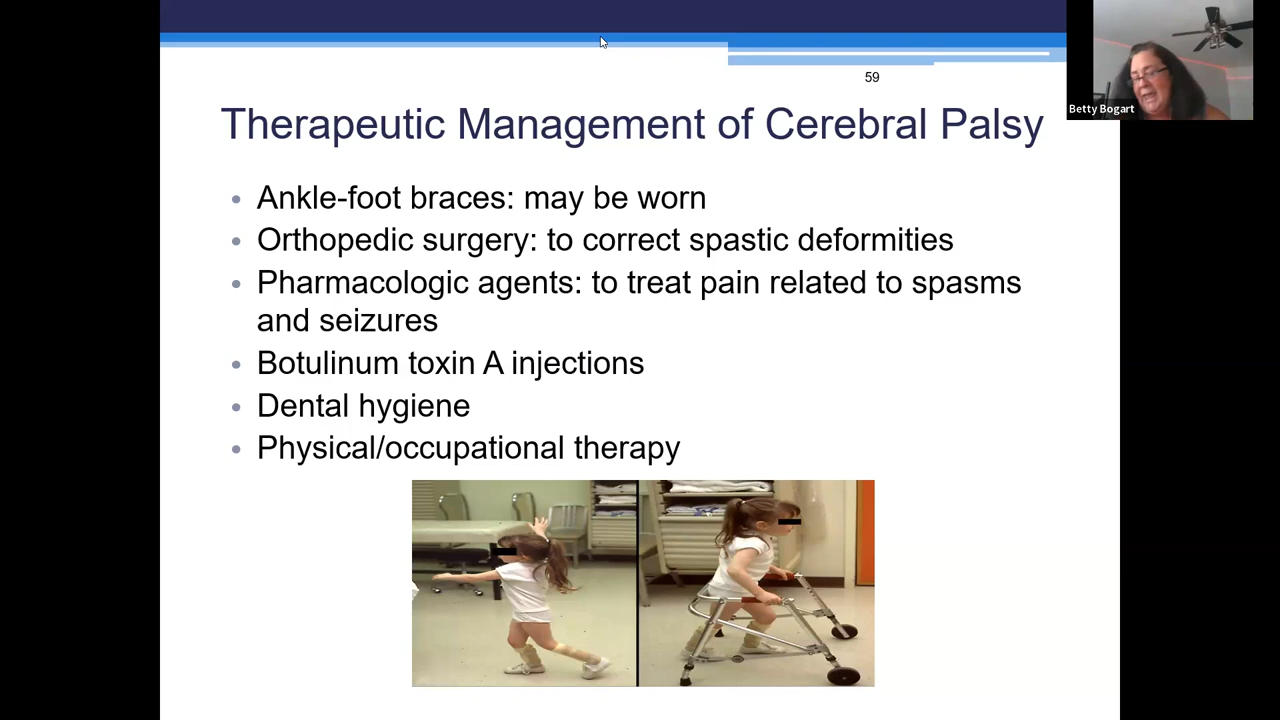 59
Betty Bogart
Therapeutic Management of Cerebral Palsy
• Ankle-foot braces: may be worn
• Orthopedic surgery: to correct spastic deformities
• Pharmacologic agents: to treat pain related to spasms
and seizures
• Botulinum toxin A injections
• Dental hygiene
• Physical/occupational therapy